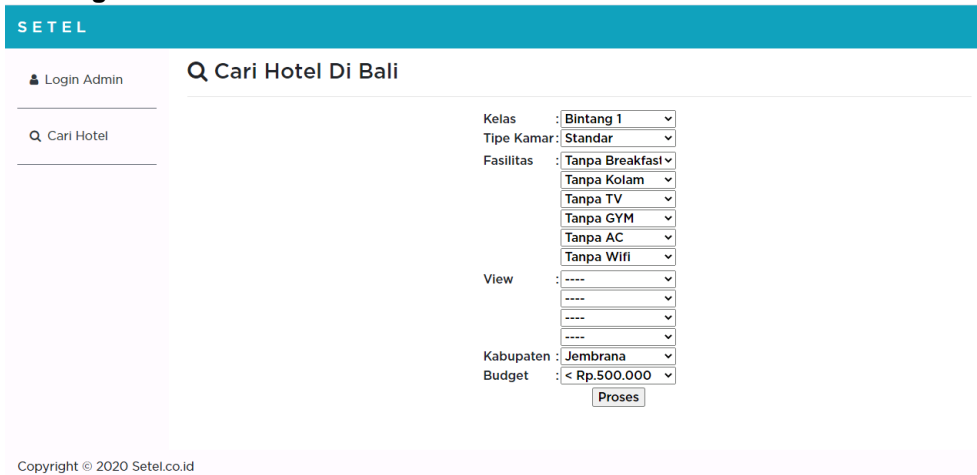 SETEL
Login Admin
Cari Hotel
Cari Hotel Di Bali
Kelas : Bintang 1
Tipe Kamar : Standar
Fasilitas : Tanpa Breakfast
Tanpa Kolam
Tanpa TV
Tanpa GYM
Tanpa AC
Tanpa Wifi
View : ----
----
----
----
Kabupaten : Jembrana
Budget : < Rp.500.000
Proses
Copyright © 2020 Setel.co.id